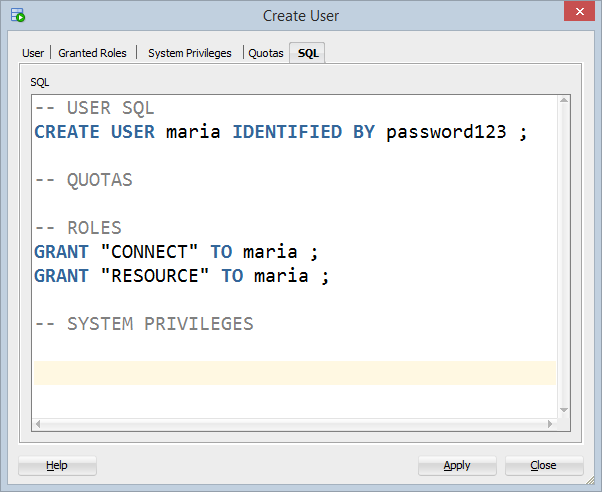 Create User
User
Granted Roles
System Privileges
Quotas
SQL
SQL
-- USER SQL
CREATE USER maria IDENTIFIED BY password123 ;
-- QUOTAS
-- ROLES
GRANT "CONNECT" TO maria ;
GRANT "RESOURCE" TO maria ;
-- SYSTEM PRIVILEGES
Help
Apply
Close